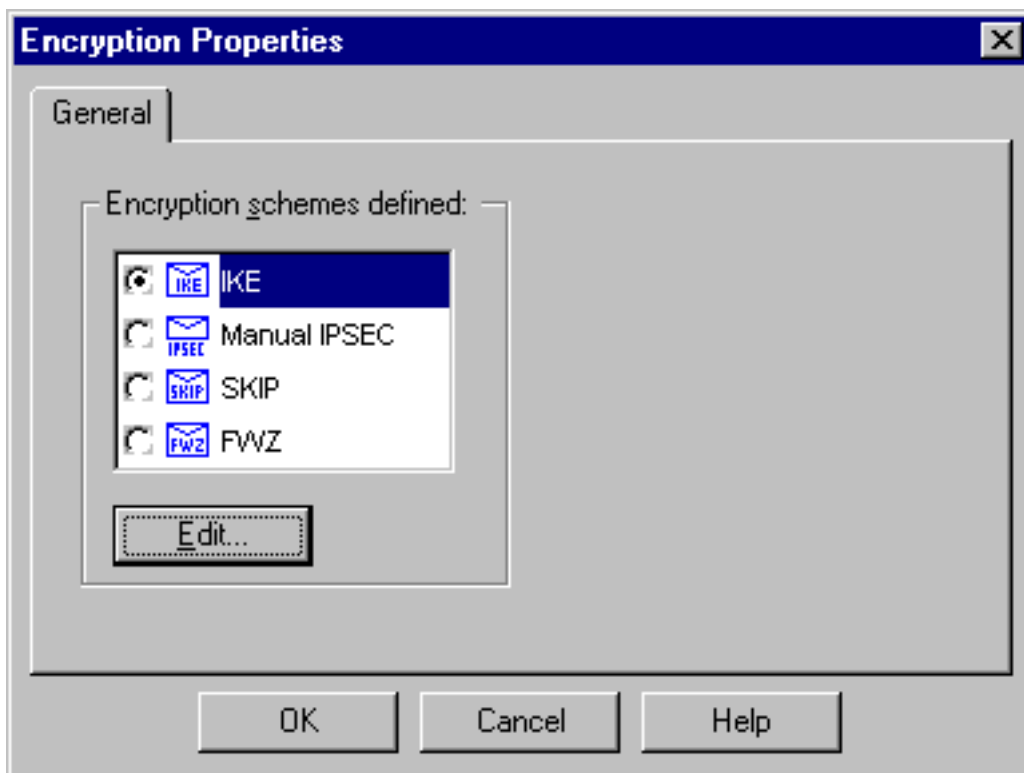 Encryption Properties
General
Encryption schemes defined:
IKE IKE
IPSEC Manual IPSEC
SKIP SKIP
FWZ FWZ
Edit...
OK Cancel Help